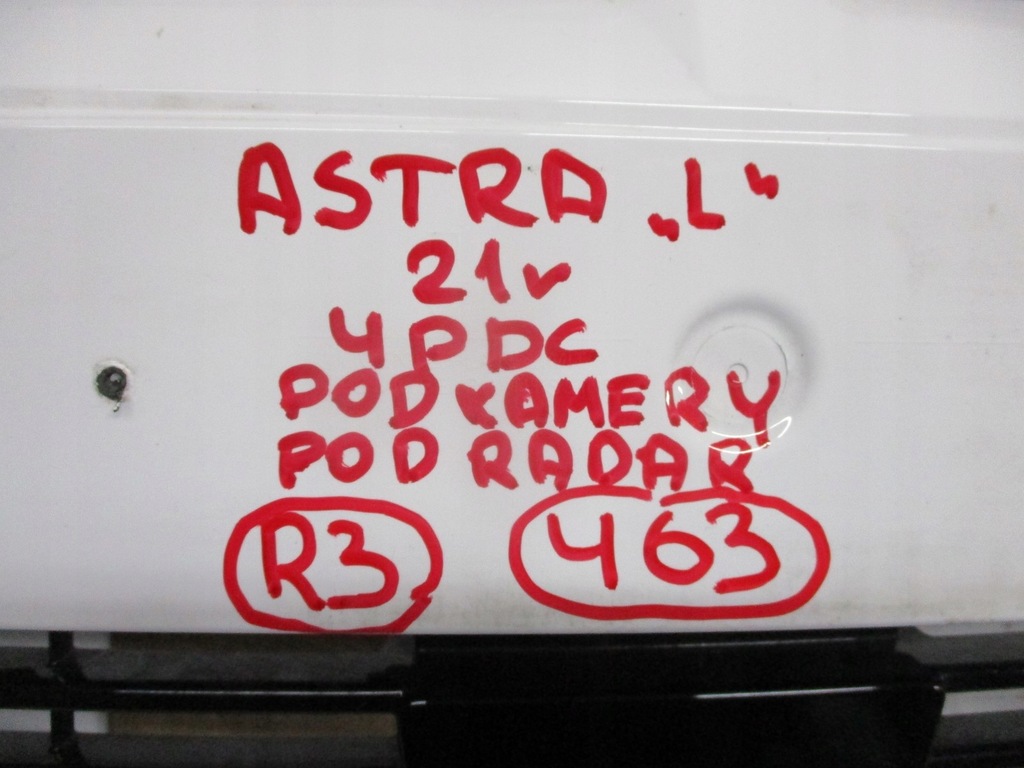 ASTRA „L"
21r
4PDC
POD KAMERY
POD RADAR
R3 463